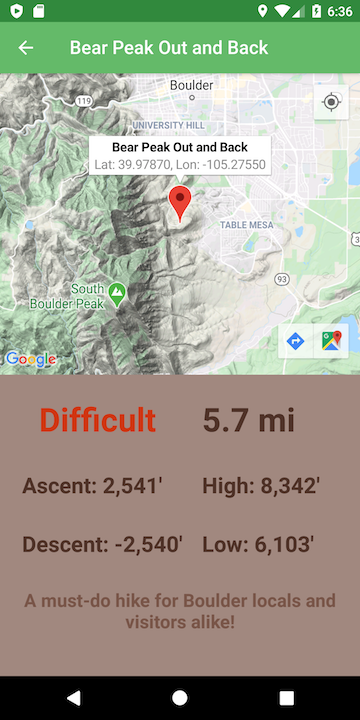 6:36
Bear Peak Out and Back
Boulder
119
UNIVERSITY HILL
Bear Peak Out and Back
Lat: 39.97870, Lon: -105.27550
TABLE MESA
South
Boulder Peak
93
3
Google
Difficult
5.7 mi
Ascent: 2,541'
High: 8,342'
Descent: -2,540'
Low: 6,103'
A must-do hike for Boulder locals and
visitors alike!